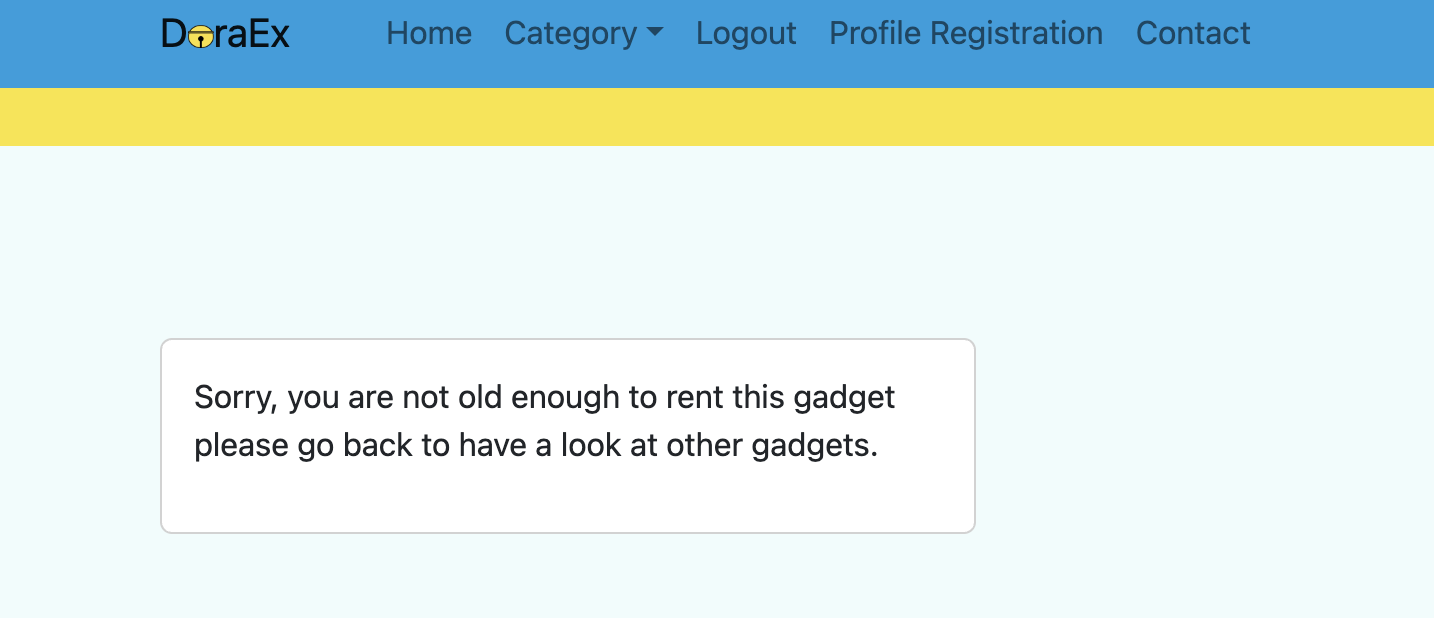 DoraEx Home Category Logout Profile Registration Contact
Sorry, you are not old enough to rent this gadget
please go back to have a look at other gadgets.